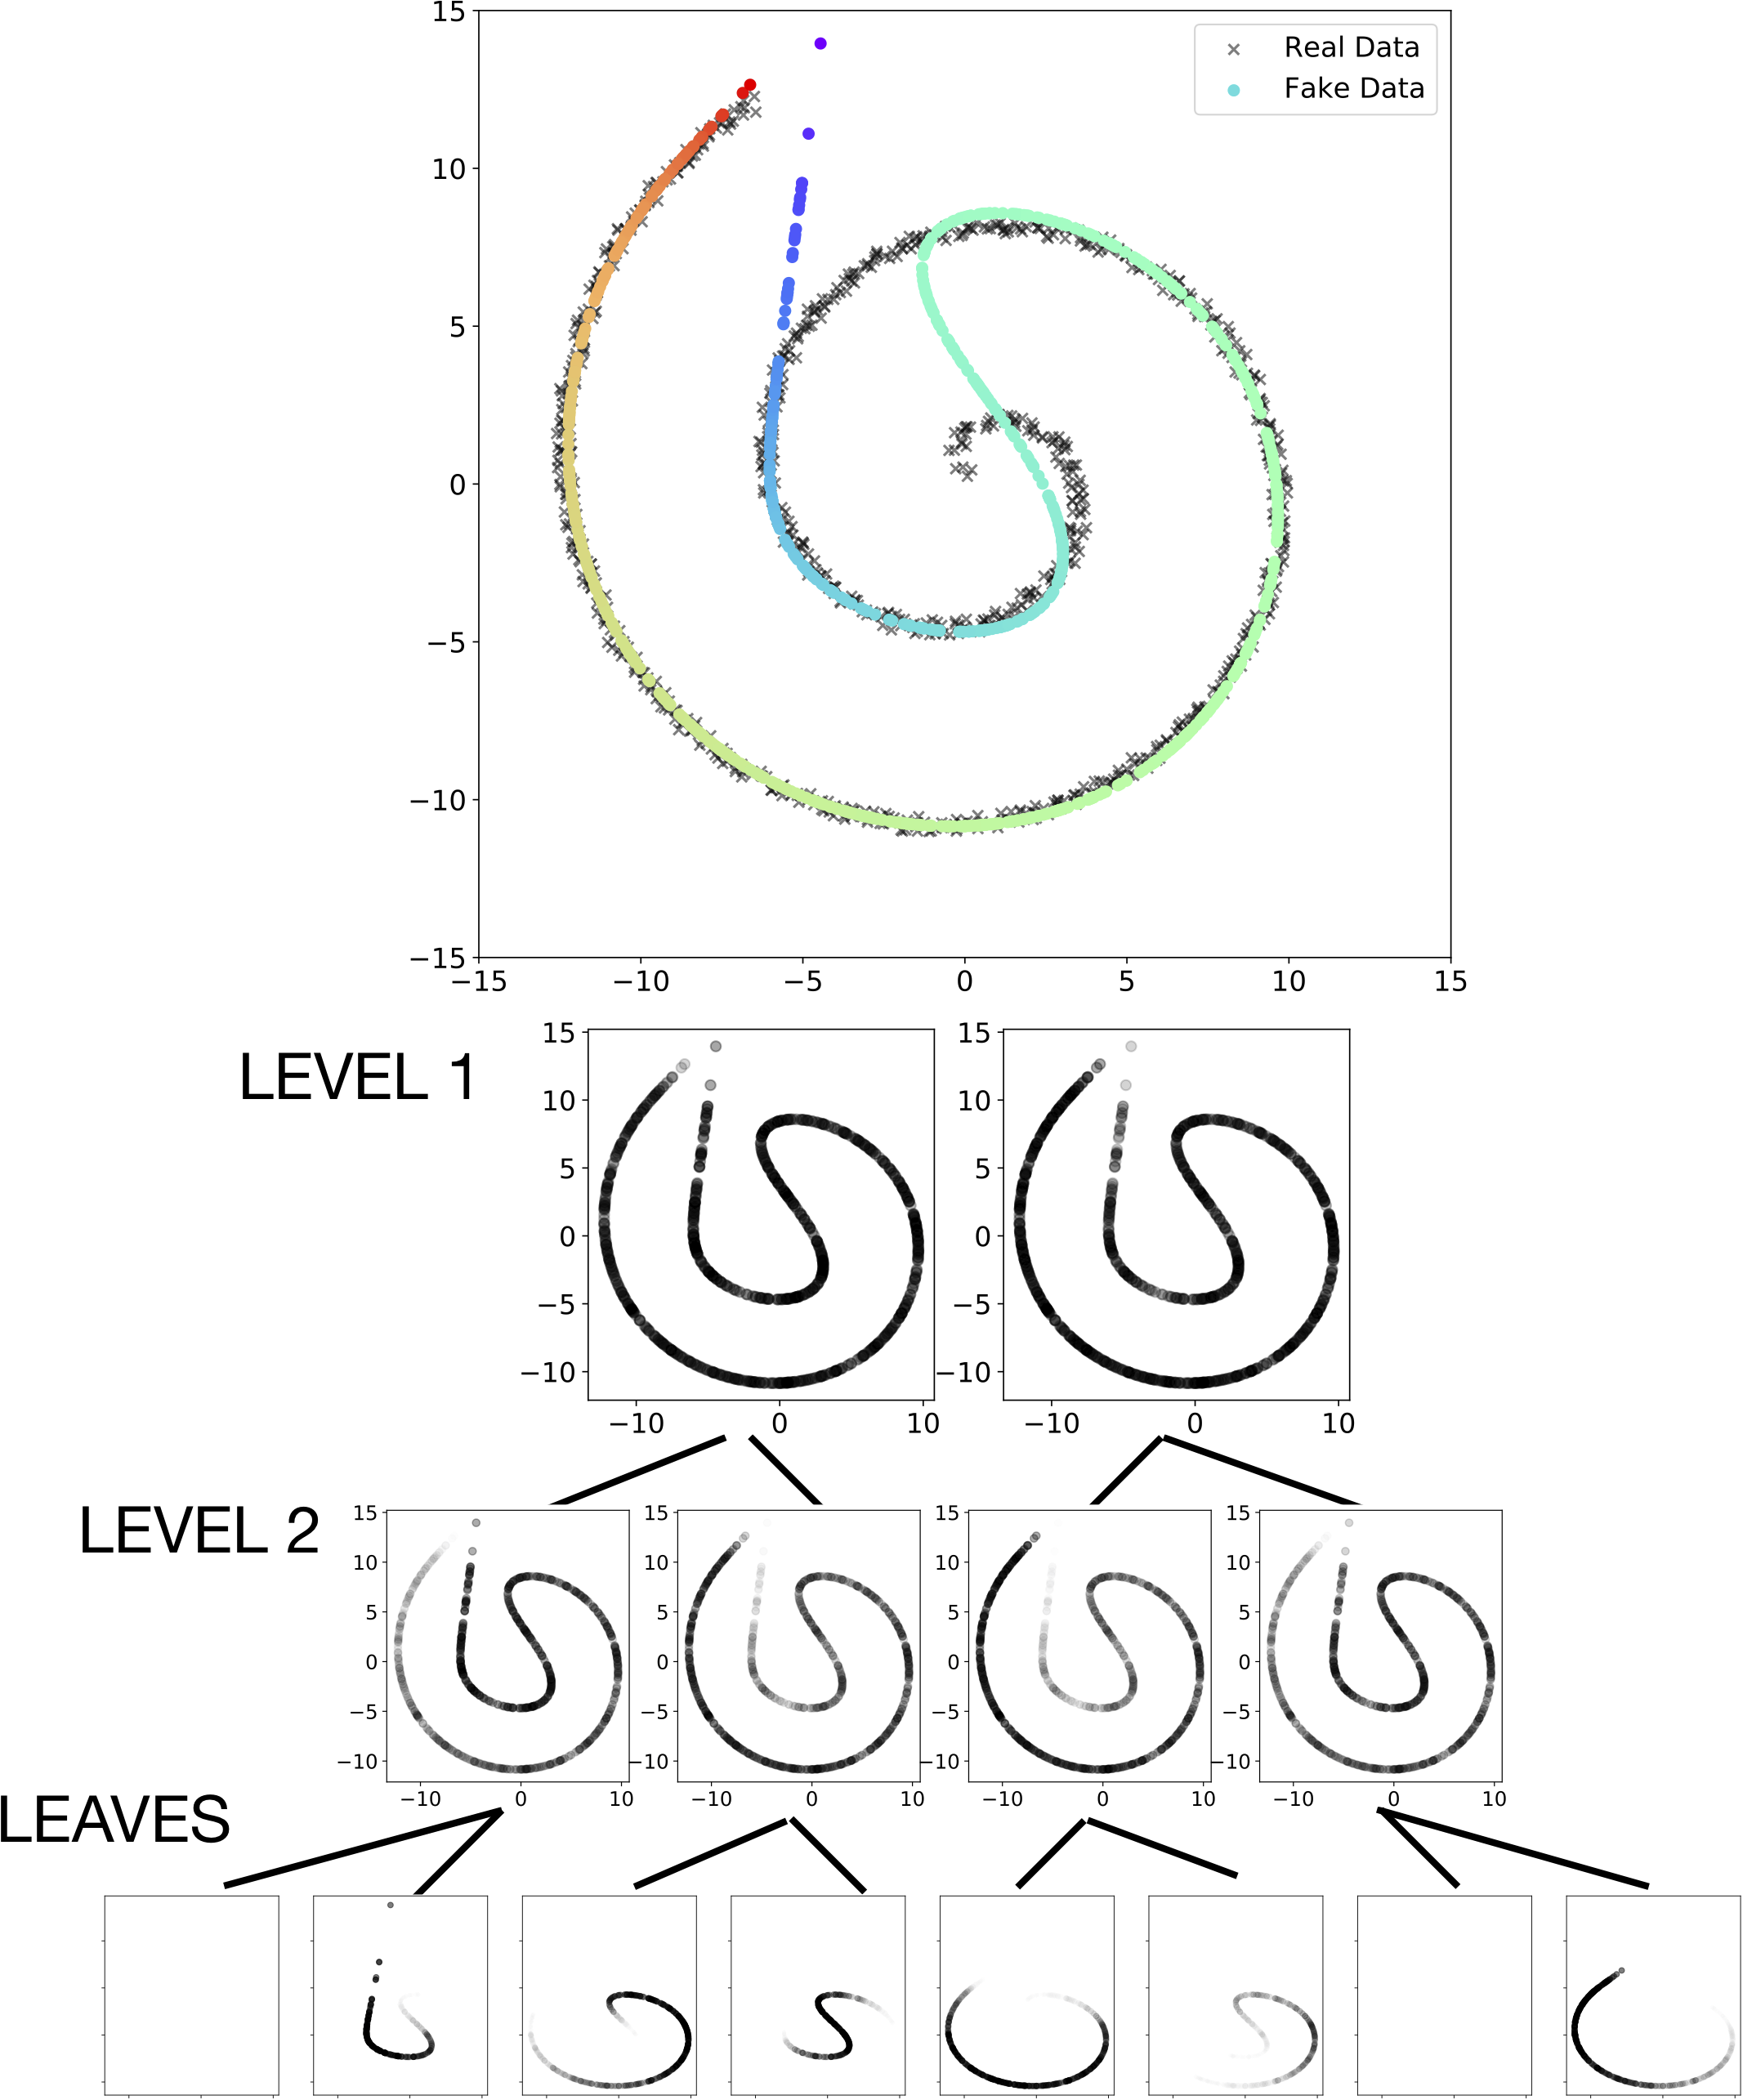 15
Real Data
Fake Data
10
5
0
−5
−10
−15
−15 −10 −5 0 5 10 15
LEVEL 1
15 15
10 10
5 5
0 0
−5 −5
−10 −10
−10 0 10 −10 0 10
LEVEL 2
15 15 15 15
10 10 10 10
5 5 5 5
0 0 0 0
−5 −5 −5 −5
−10 −10 −10 −10
−10 0 10 −10 0 10 −10 0 10 −10 0 10
LEAVES